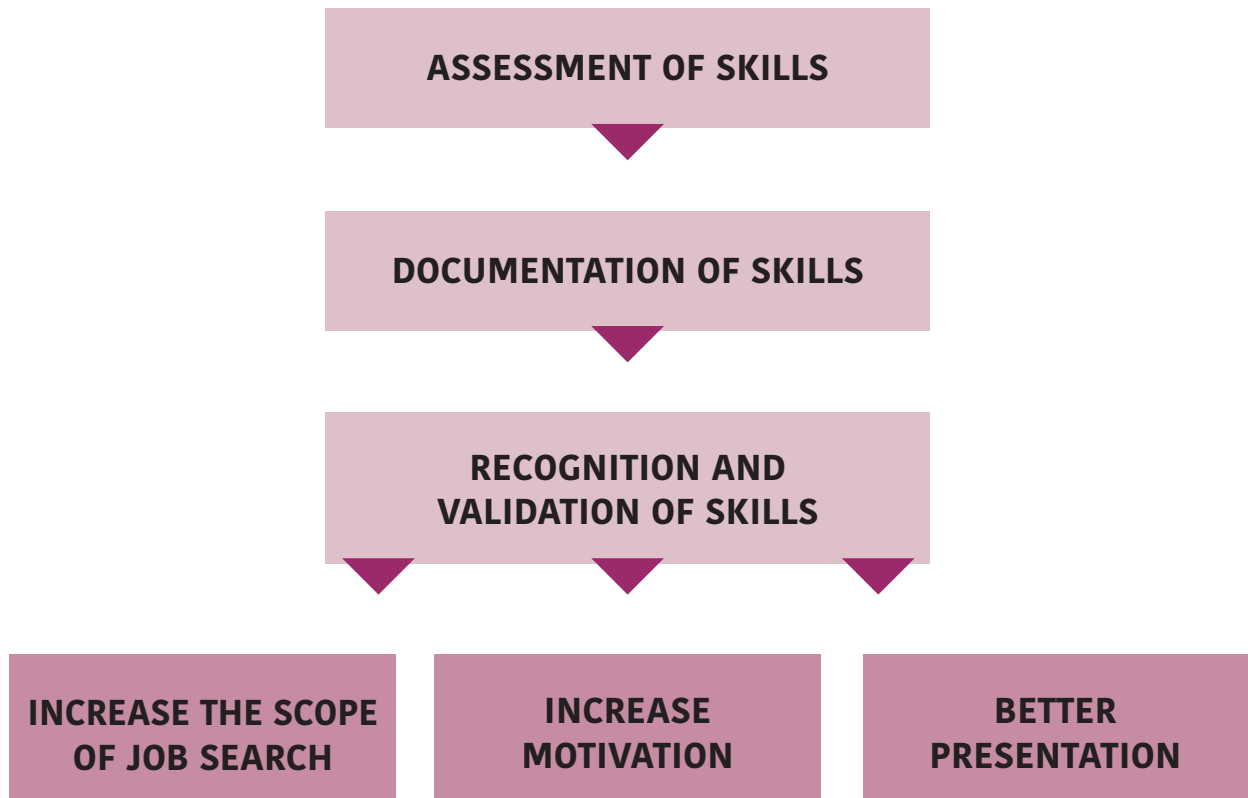 ASSESSMENT OF SKILLS
DOCUMENTATION OF SKILLS
RECOGNITION AND
VALIDATION OF SKILLS
INCREASE THE SCOPE
OF JOB SEARCH
INCREASE
MOTIVATION
BETTER
PRESENTATION